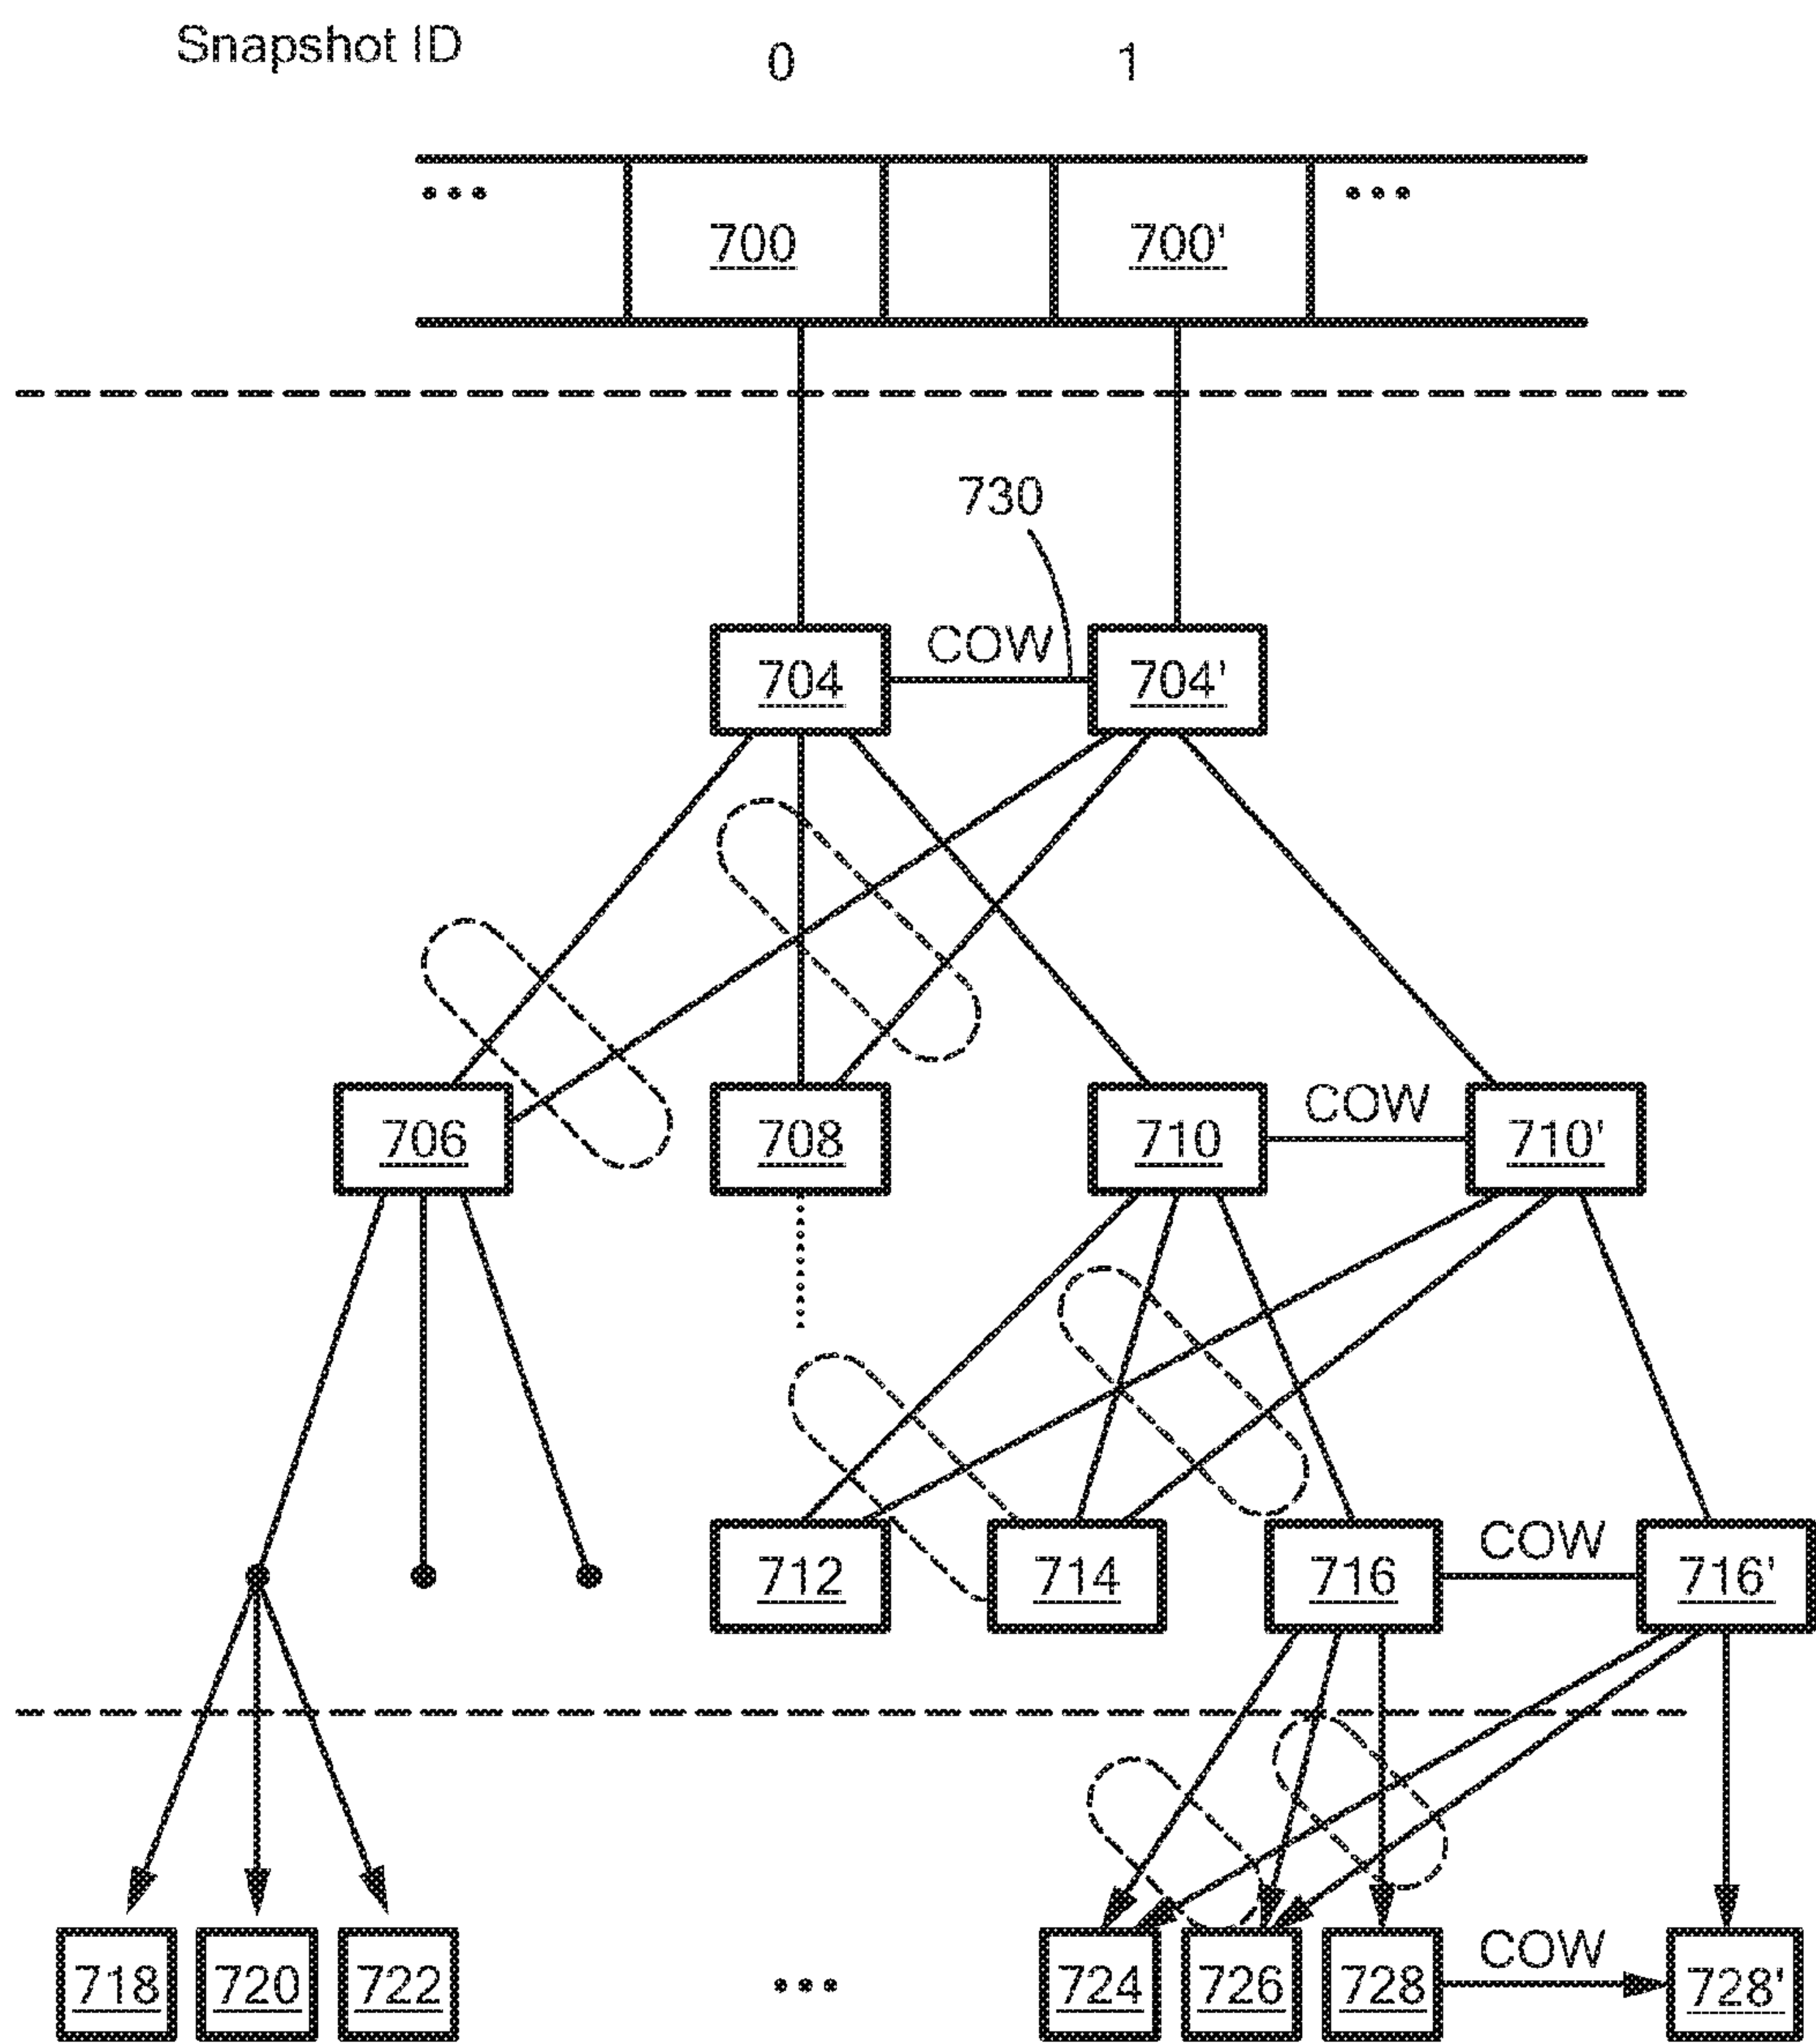 Snapshot ID 0 1
... ...
700 700'
730
COW
704 704'
COW
706 708 710 710'
COW
712 714 716 716'
COW
718 720 722 ... 724 726 728 728'